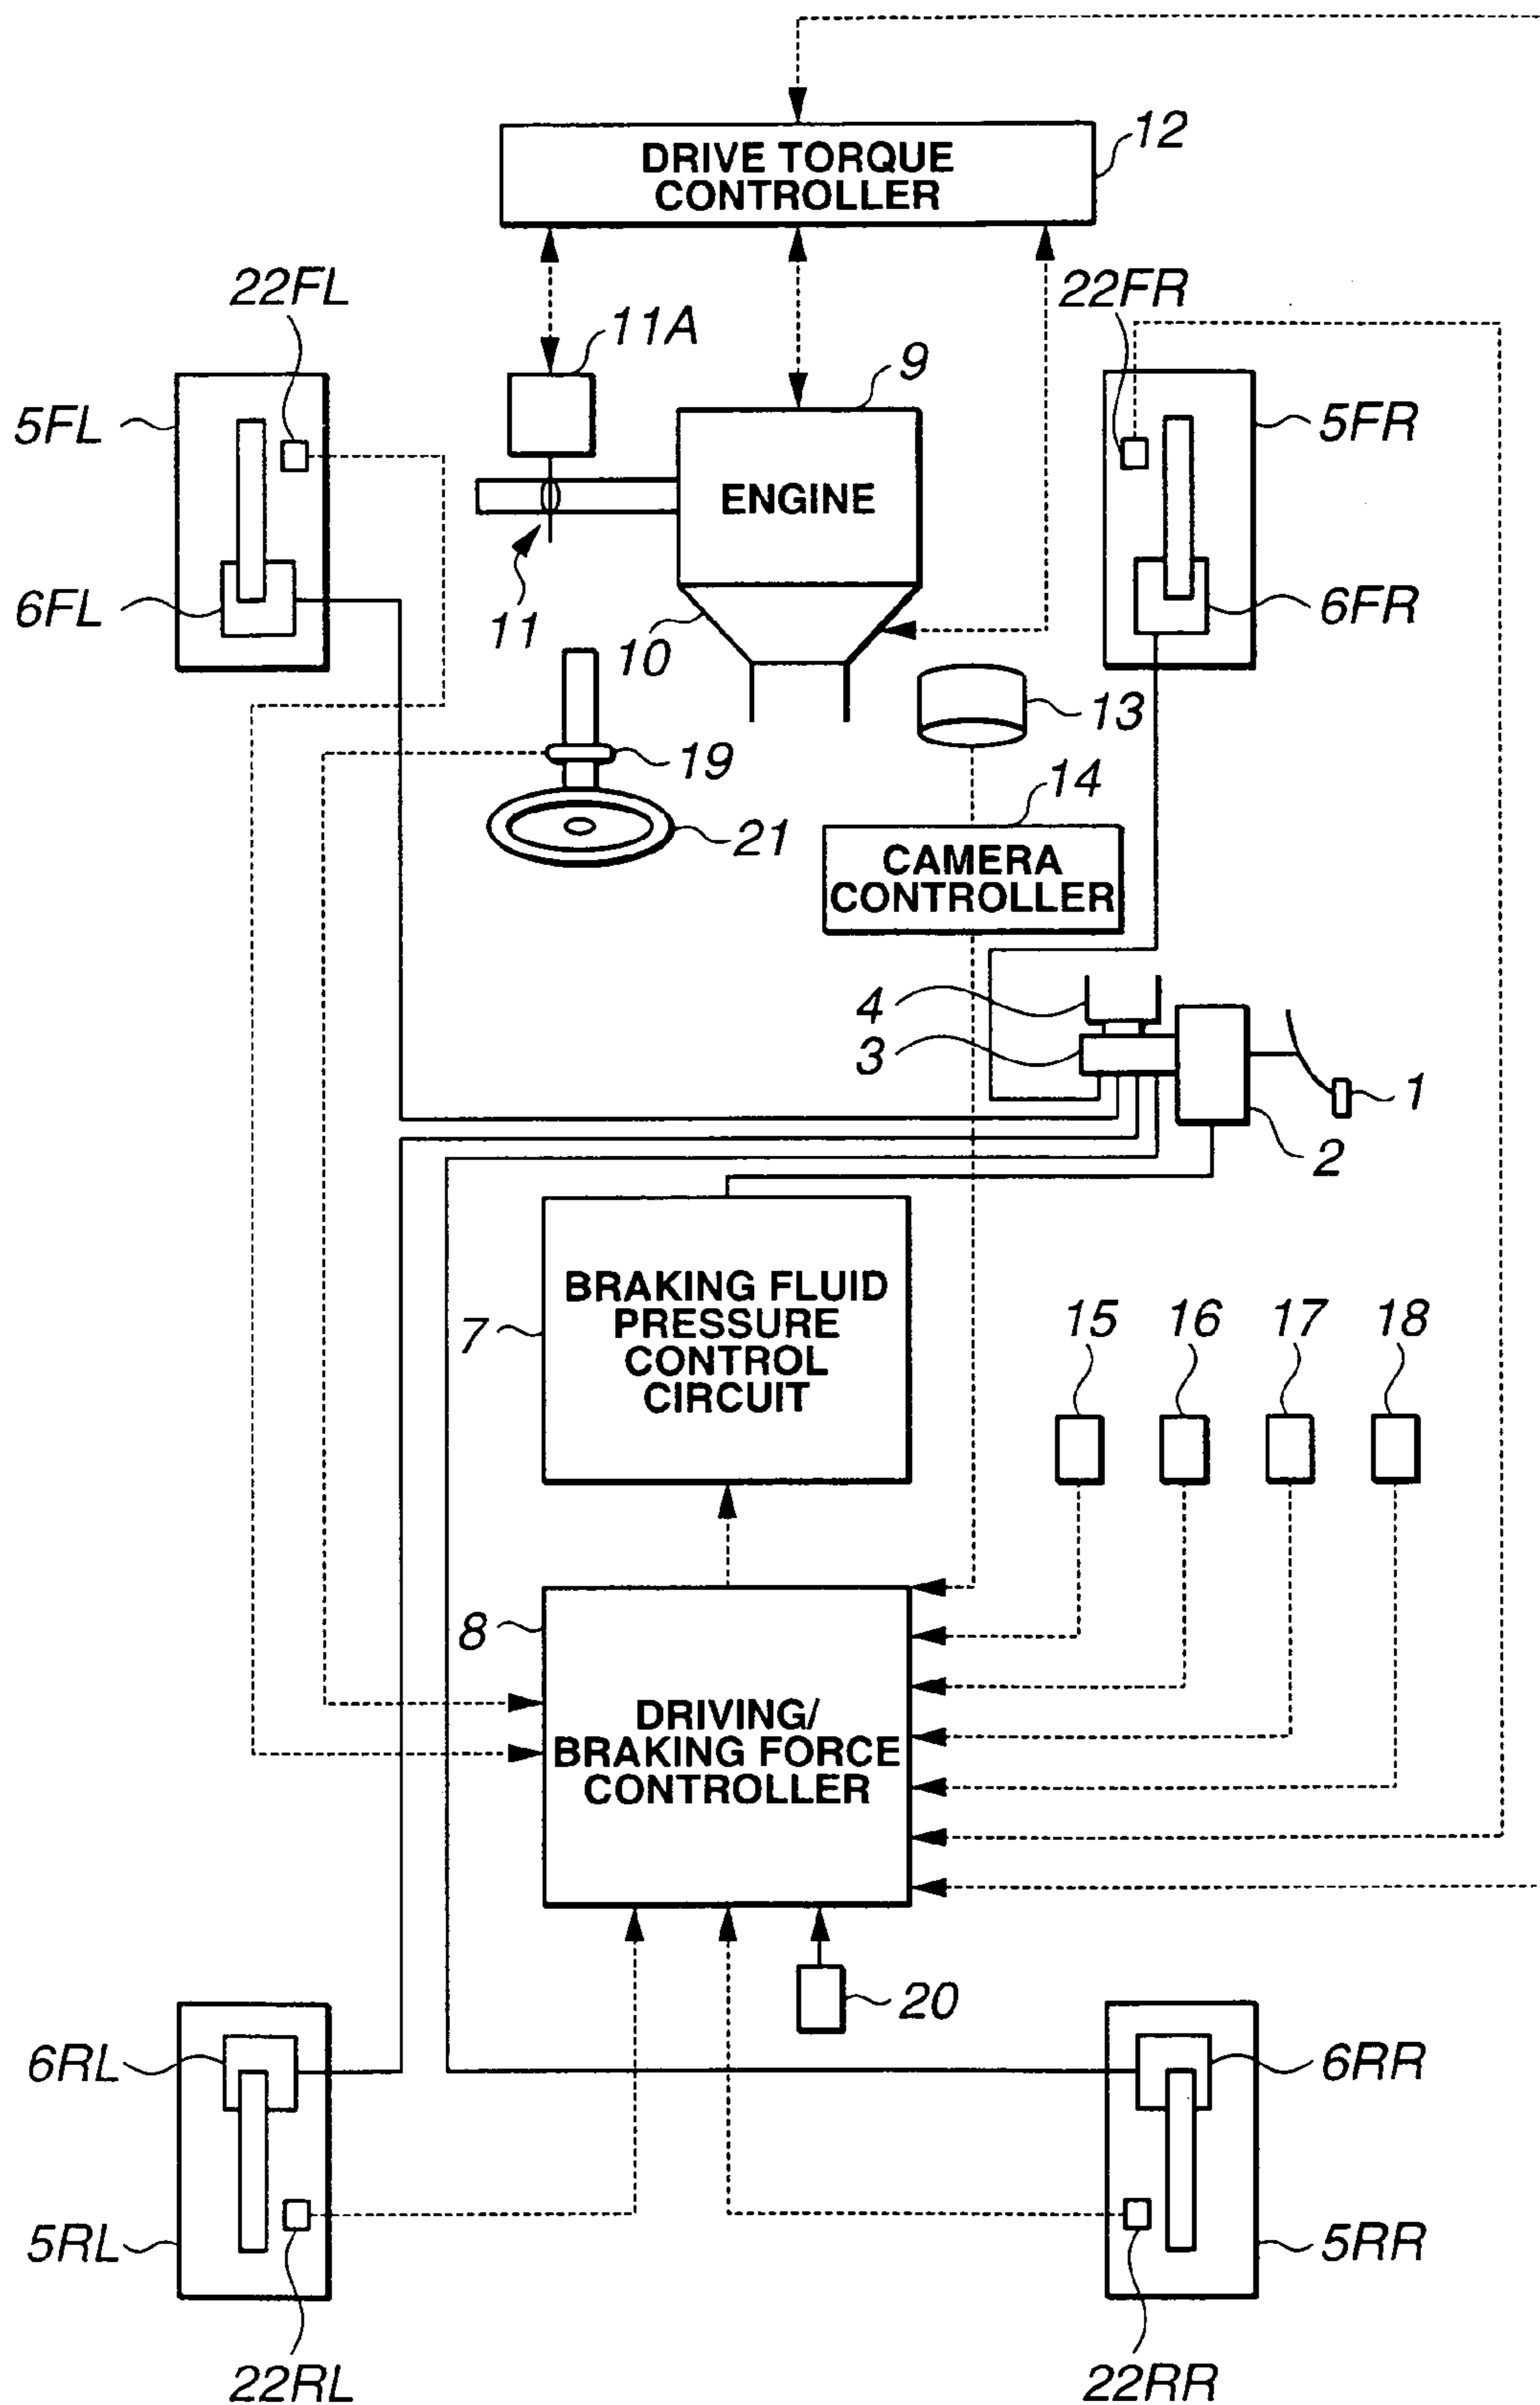 12
DRIVE TORQUE
CONTROLLER
22FL
22FR
11A
9
5FL
5FR
ENGINE
6FL
6FR
11
10
13
19
14
21
CAMERA
CONTROLLER
4
3
1
2
BRAKING FLUID
PRESSURE
CONTROL
CIRCUIT
7
15
16
17
18
8
DRIVING/
BRAKING FORCE
CONTROLLER
20
6RL
6RR
5RL
5RR
22RL
22RR